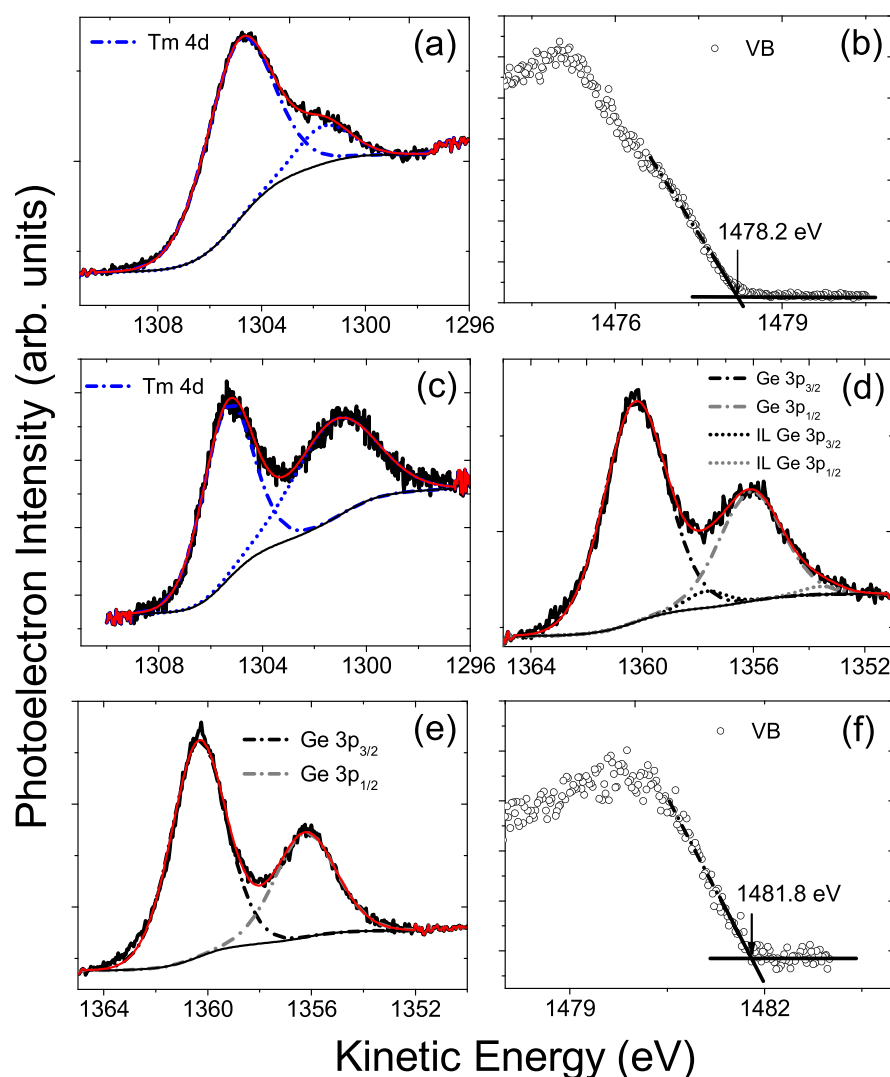 Photoelectron Intensity (arb. units)
Tm 4d
(a)
1308 1304 1300 1296
VB
(b)
1478.2 eV
1476 1479
Tm 4d
(c)
1308 1304 1300 1296
(d)
Ge 3p3/2
Ge 3p1/2
IL Ge 3p3/2
IL Ge 3p1/2
1364 1360 1356 1352
(e)
Ge 3p3/2
Ge 3p1/2
1364 1360 1356 1352
VB
(f)
1481.8 eV
1479 1482
Kinetic Energy (eV)